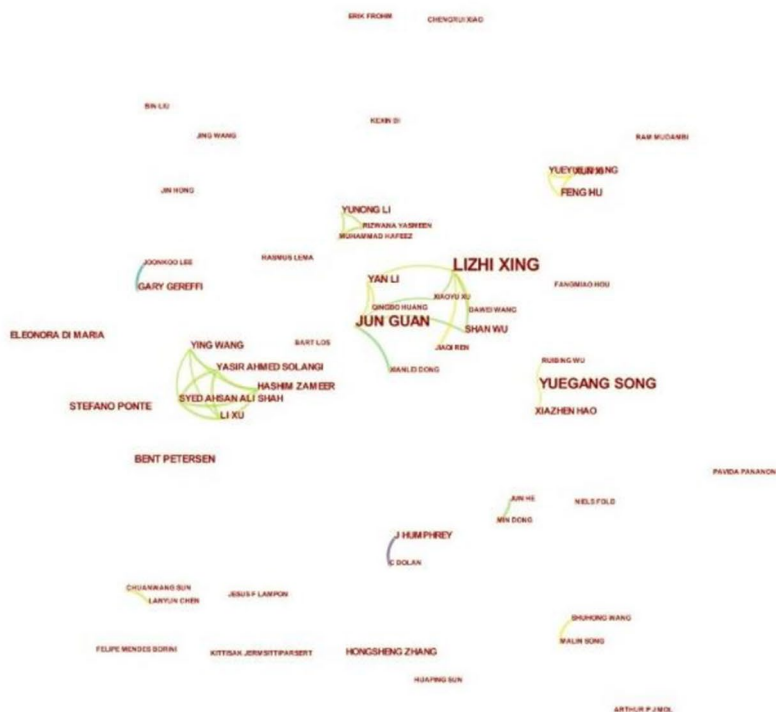 ERIK FROHM
CHENGRUI XIAO
BIN LIU
KEXIN BI
JING WANG
RAM MUDAMBI
FENG HU
JIN HONG
YUNONG LI
RIZWANA YASMEEN
MUHAMMAD HAFEEZ
RASMUS LEMA
JOONKOO LEE
GARY GEREFFI
LIZHI XING
YAN LI
XIAOYU XU
QINGBO HUANG
DAWEI WANG
FANGMIAO HOU
JUN GUAN
SHAN WU
JIAQI REN
ELEONORA DI MARIA
YING WANG
BART LOS
XIANLEI DONG
RUIBING WU
YASIR AHMED SOLANGI
HASHIM ZAMEER
YUEGANG SONG
SYED AHSAN ALI SHAH
STEFANO PONTE
LI XU
XIAZHEN HAO
BENT PETERSEN
PAVIDA PANANON
JUN HE
NIELS FOLD
MIN DONG
J HUMPHREY
C DOLAN
CHUANWANG SUN
LANYUN CHEN
JESUS F LAMPON
SHUHONG WANG
MALIN SONG
FELIPE MENDES BORINI
KITTISAK JERMSITTIPARSERT
HONGSHENG ZHANG
HUAPING SUN
ARTHUR P J MOL